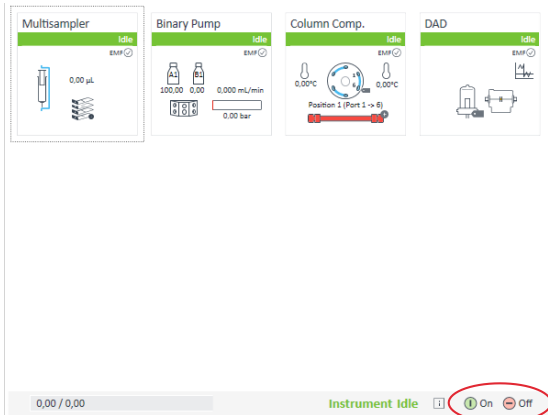 Multisampler
Idle
EMF
0,00 µL
Binary Pump
Idle
EMF
A1 B1
100,00 0,00 0,000 mL/min
0,00 bar
Column Comp.
Idle
EMF
0,00°C 1 6 0,00°C
Position 1 (Port 1 -> 6)
DAD
Idle
EMF
0,00 / 0,00 Instrument Idle i On Off